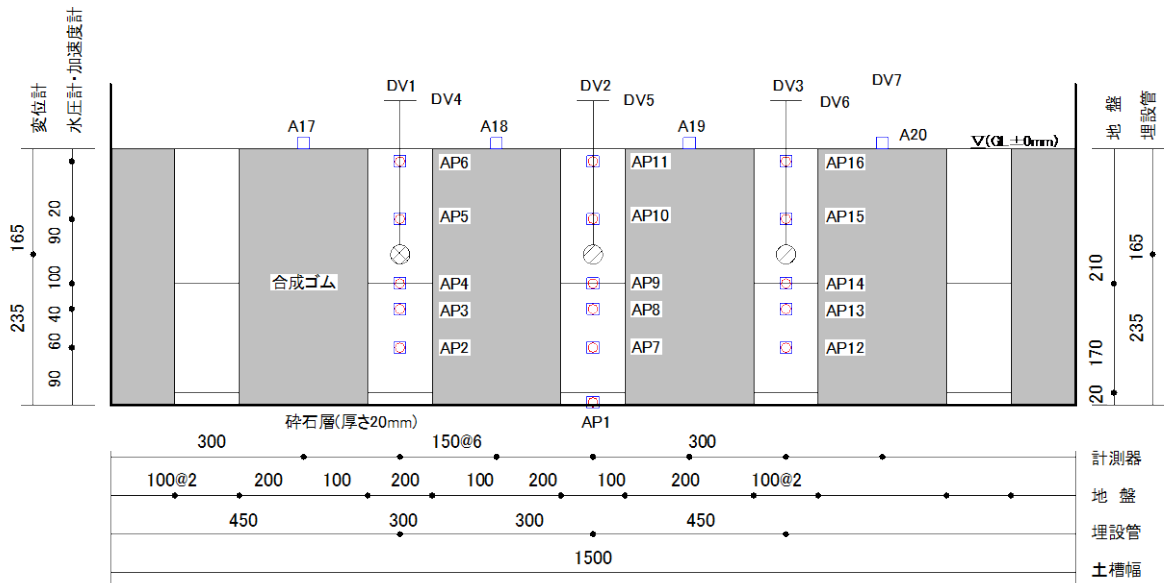 変位計
水圧計・加速度計
DV1
DV4
DV2
DV5
DV3
DV6
DV7
地 盤
埋設管
A17
A18
A19
A20
▽(GL±0mm)
AP6
AP11
AP16
AP5
AP10
AP15
合成ゴム
AP4
AP9
AP14
AP3
AP8
AP13
AP2
AP7
AP12
165
235
20
90
100
40
60
90
210
170
20
165
235
砕石層(厚さ20mm)
AP1
300
150@6
300
計測器
100@2
200
100
200
100
200
100
200
100@2
地 盤
450
300
300
450
埋設管
1500
土槽幅